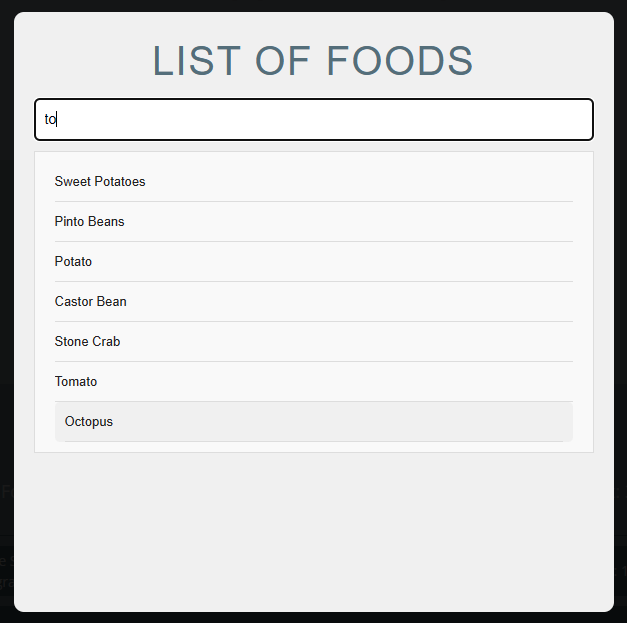 LIST OF FOODS
to
Sweet Potatoes
Pinto Beans
Potato
Castor Bean
Stone Crab
Tomato
Octopus